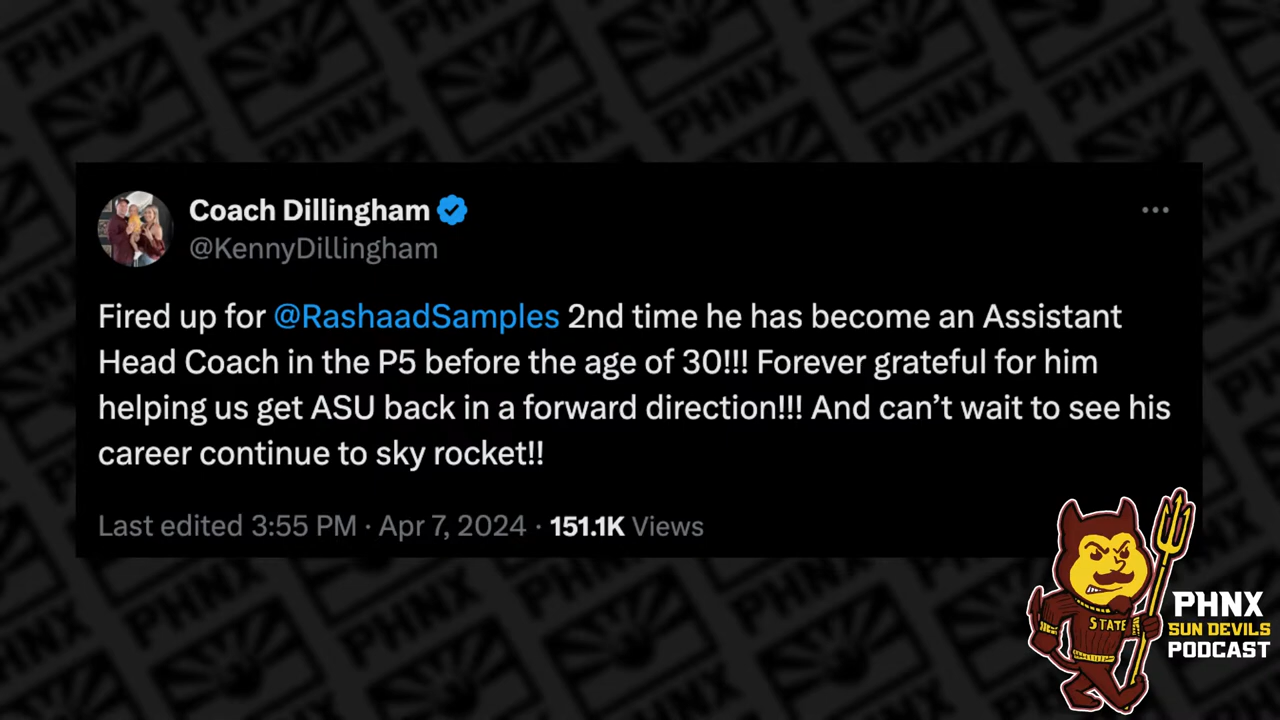 Coach Dillingham
@KennyDillingham
Fired up for @RashaadSamples 2nd time he has become an Assistant
Head Coach in the P5 before the age of 30!!! Forever grateful for him
helping us get ASU back in a forward direction!!! And can’t wait to see his
career continue to sky rocket!!
Last edited 3:55 PM · Apr 7, 2024 · 151.1K Views
STATE
PHNX
SUN DEVILS
PODCAST